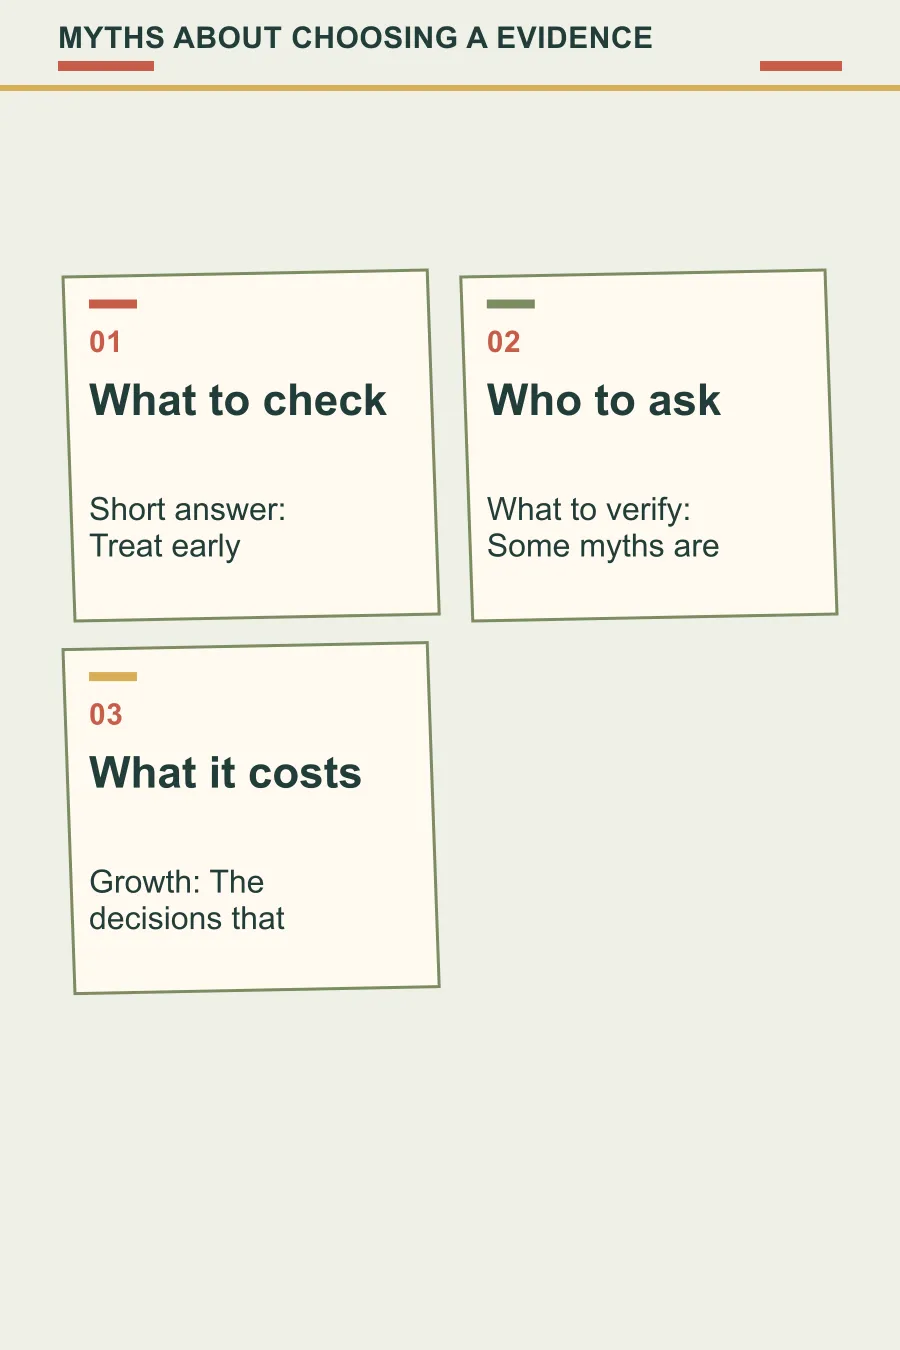 MYTHS ABOUT CHOOSING A EVIDENCE
01
What to check
Short answer:
Treat early
02
Who to ask
What to verify:
Some myths are
03
What it costs
Growth: The
decisions that